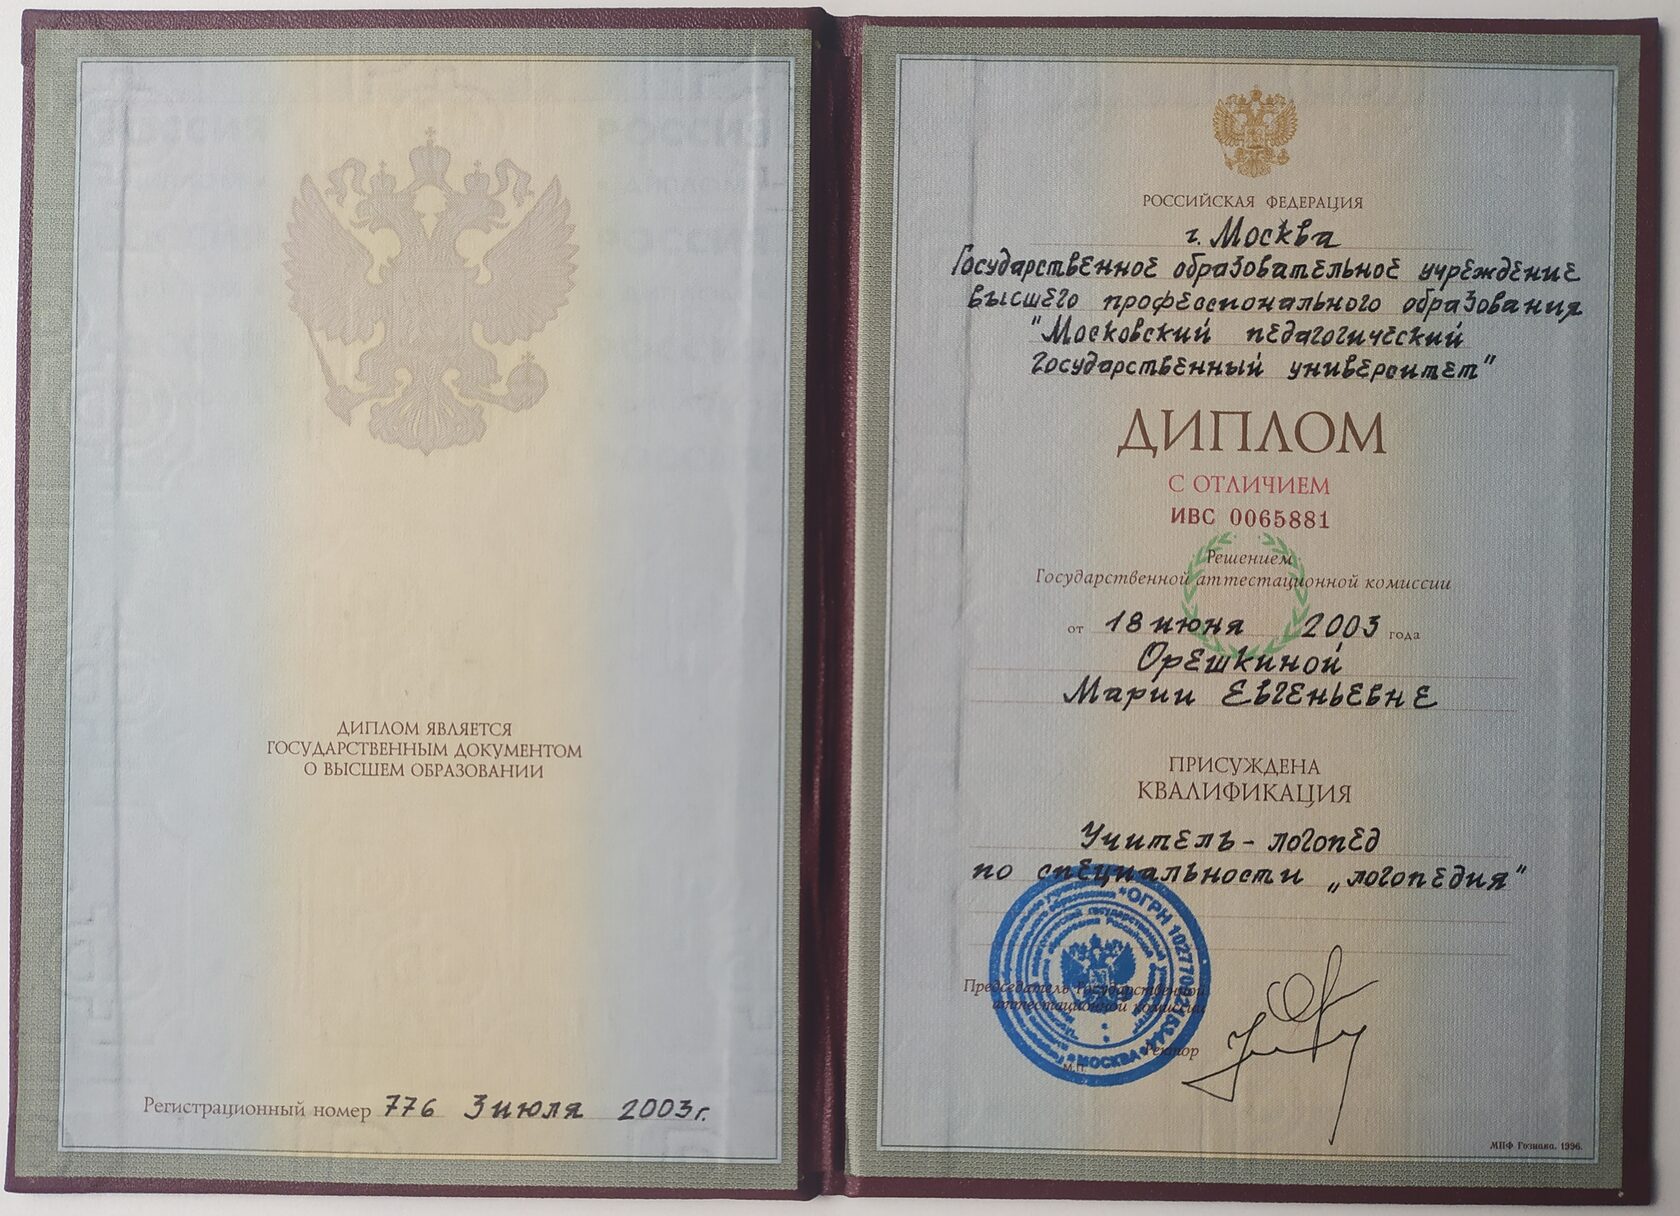 ДИПЛОМ ЯВЛЯЕТСЯ
ГОСУДАРСТВЕННЫМ ДОКУМЕНТОМ
О ВЫСШЕМ ОБРАЗОВАНИИ
Регистрационный номер 776 3 июля 2003г.
РОССИЙСКАЯ ФЕДЕРАЦИЯ
г. Москва
Государственное образовательное учреждение
высшего профессионального образования
"Московский педагогический
государственный университет"
ДИПЛОМ
С ОТЛИЧИЕМ
ИВС 0065881
Решением
Государственной аттестационной комиссии
от 18 июня 2003 года
Орешкиной
Марии Евгеньевне
ПРИСУЖДЕНА
КВАЛИФИКАЦИЯ
Учитель-логопед
по специальности „логопедия"
Председатель Государственной
аттестационной комиссии
Ректор
М.П.
ОГРН
МОСКВА
МПФ Гознака. 1996.